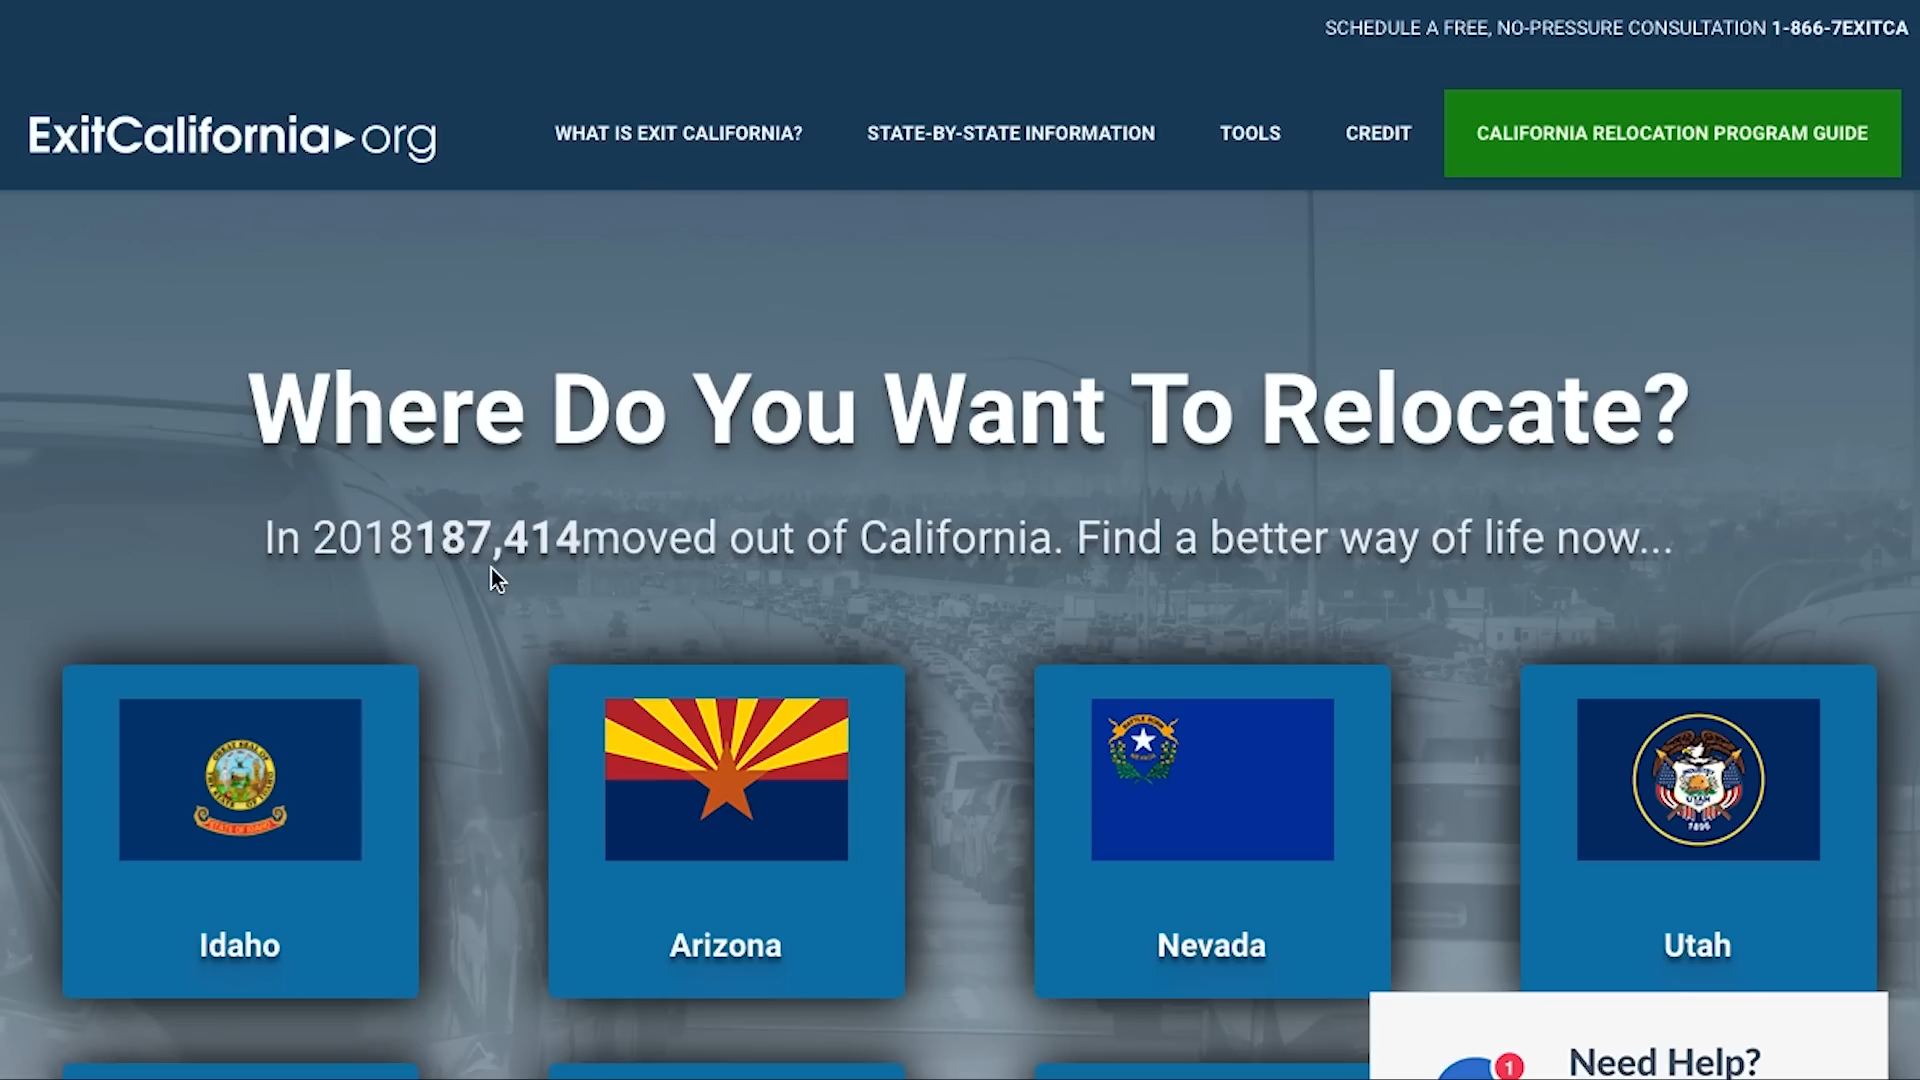 SCHEDULE A FREE, NO-PRESSURE CONSULTATION 1-866-7EXITCA
ExitCalifornia▸org
WHAT IS EXIT CALIFORNIA?
STATE-BY-STATE INFORMATION
TOOLS
CREDIT
CALIFORNIA RELOCATION PROGRAM GUIDE
Where Do You Want To Relocate?
In 2018187,414moved out of California. Find a better way of life now...
UTAH
1896
Idaho
Arizona
Nevada
Utah
1
Need Help?